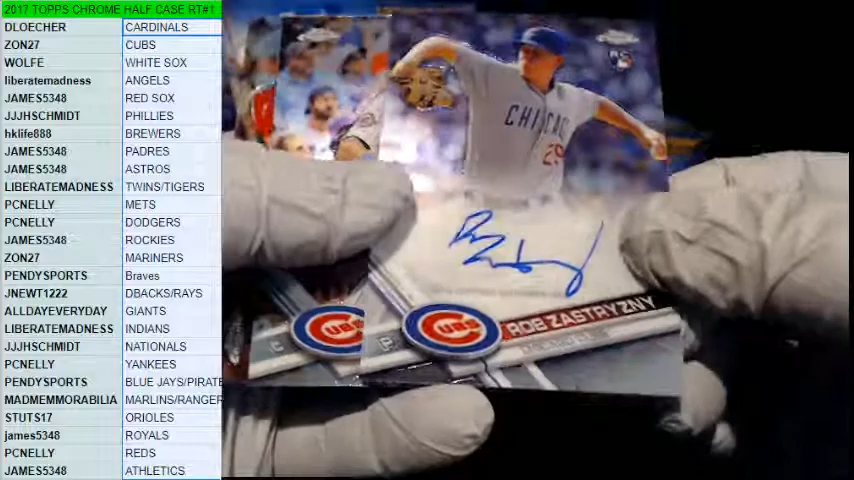 2017 TOPPS CHROME HALF CASE RT#1
DLOECHER CARDINALS
ZON27 CUBS
WOLFE WHITE SOX
liberatemadness ANGELS
JAMES5348 RED SOX
JJJHSCHMIDT PHILLIES
hklife888 BREWERS
JAMES5348 PADRES
JAMES5348 ASTROS
LIBERATEMADNESS TWINS/TIGERS
PCNELLY METS
PCNELLY DODGERS
JAMES5348 ROCKIES
ZON27 MARINERS
PENDYSPORTS Braves
JNEWT1222 DBACKS/RAYS
ALLDAYEVERYDAY GIANTS
LIBERATEMADNESS INDIANS
JJJHSCHMIDT NATIONALS
PCNELLY YANKEES
PENDYSPORTS BLUE JAYS/PIRATE
MADMEMMORABILIA MARLINS/RANGER
STUTS17 ORIOLES
james5348 ROYALS
PCNELLY REDS
JAMES5348 ATHLETICS
CHICAGO
29
CUBS
CUBS
P
ROB ZASTRYZNY